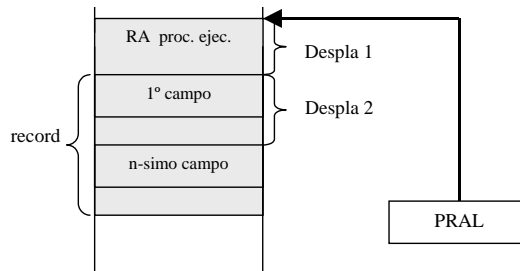 RA proc. ejec.
Despla 1
1º campo
Despla 2
record
n-simo campo
PRAL